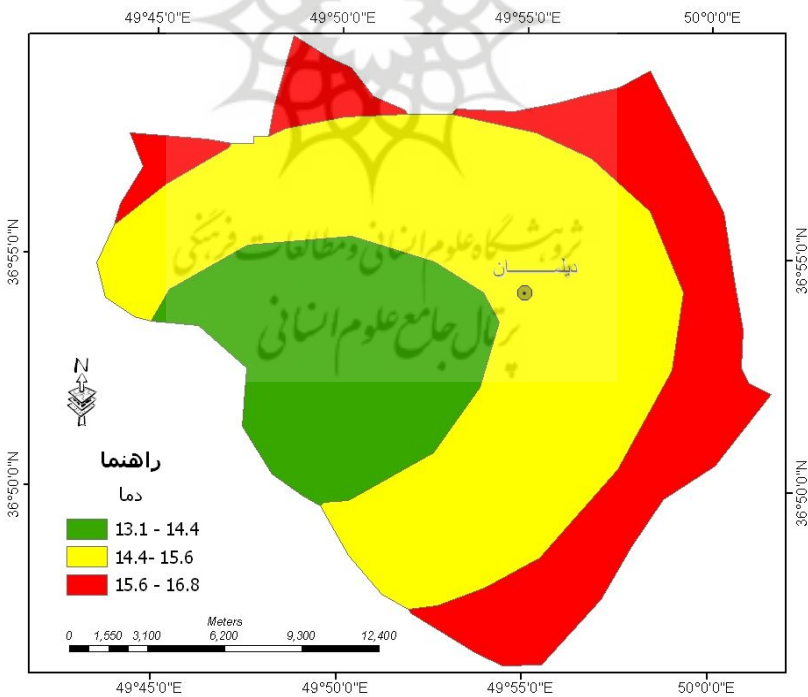 49°45'0"E 49°50'0"E 49°55'0"E 50°0'0"E
36°55'0"N 36°55'0"N
پژوهشگاه علوم انسانی و مطالعات فرهنگی
دیلمــــان
پرتال جامع علوم انسانی
N
36°50'0"N 36°50'0"N
راهنما
دما
13.1 - 14.4
14.4- 15.6
15.6 - 16.8
Meters
0 1,550 3,100 6,200 9,300 12,400
49°45'0"E 49°50'0"E 49°55'0"E 50°0'0"E